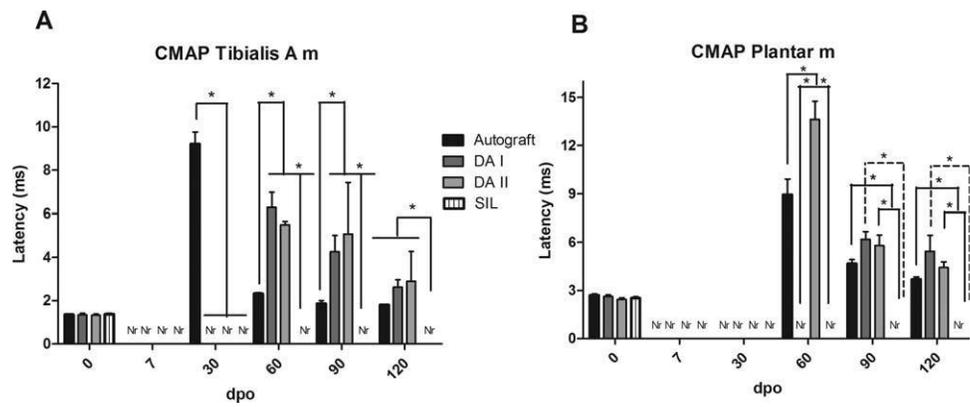 A
CMAP Tibialis A m
Latency (ms)
12
10
8
6
4
2
0
* * * * * *
Nr Nr Nr Nr Nr Nr Nr Nr Nr Nr
0 7 30 60 90 120
dpo
Autograft
DA I
DA II
SIL
B
CMAP Plantar m
Latency (ms)
15
12
9
6
3
0
* * * * * * * * *
Nr Nr Nr Nr Nr Nr Nr Nr Nr Nr Nr Nr
0 7 30 60 90 120
dpo